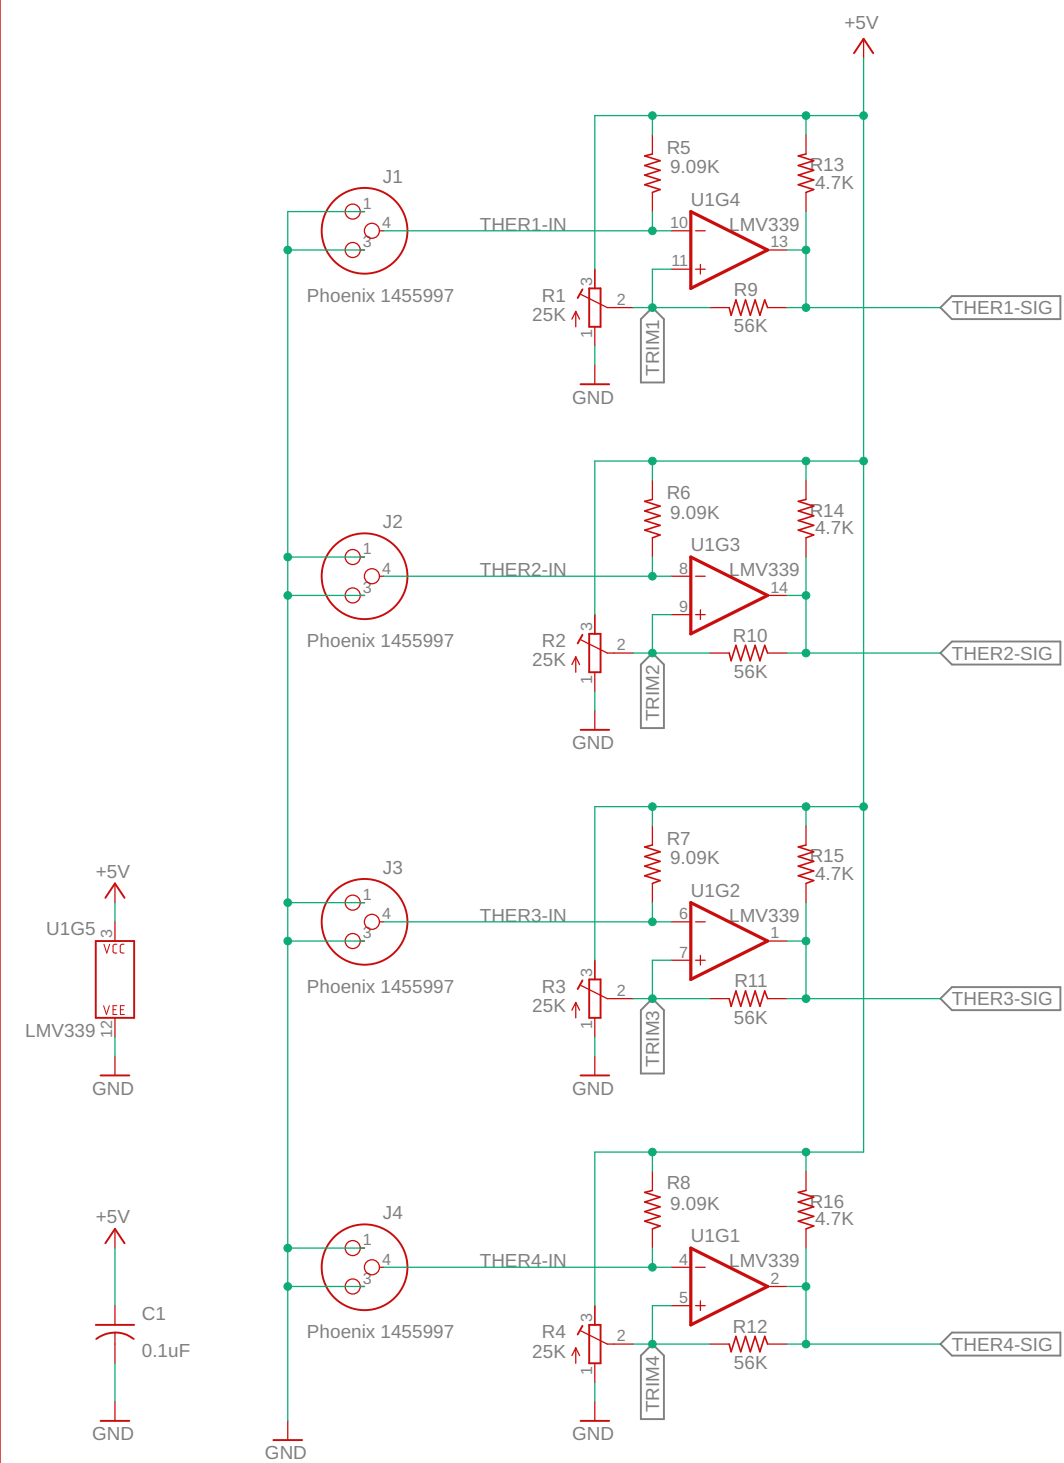 +5V
R5
9.09K
R13
4.7K
J1
1
4
3
THER1-IN
U1G4
LMV339
10
13
11
Phoenix 1455997
R1
25K
3
2
1
R9
56K
THER1-SIG
TRIM1
GND
R6
9.09K
R14
4.7K
J2
1
4
3
THER2-IN
U1G3
LMV339
8
14
9
Phoenix 1455997
R2
25K
3
2
1
R10
56K
THER2-SIG
TRIM2
GND
R7
9.09K
R15
4.7K
J3
1
4
3
THER3-IN
U1G2
LMV339
6
1
7
Phoenix 1455997
R3
25K
3
2
1
R11
56K
THER3-SIG
TRIM3
GND
+5V
U1G5
3
VCC
VEE
LMV339
12
GND
R8
9.09K
R16
4.7K
J4
1
4
3
THER4-IN
U1G1
LMV339
4
2
5
Phoenix 1455997
R4
25K
3
2
1
R12
56K
THER4-SIG
TRIM4
GND
+5V
C1
0.1uF
GND
GND